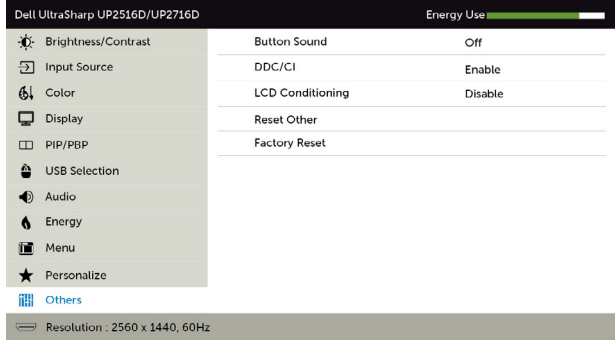 Dell UltraSharp UP2516D/UP2716D Energy Use
Brightness/Contrast Button Sound Off
Input Source DDC/CI Enable
Color LCD Conditioning Disable
Display Reset Other
PIP/PBP Factory Reset
USB Selection
Audio
Energy
Menu
Personalize
Others
Resolution : 2560 x 1440, 60Hz